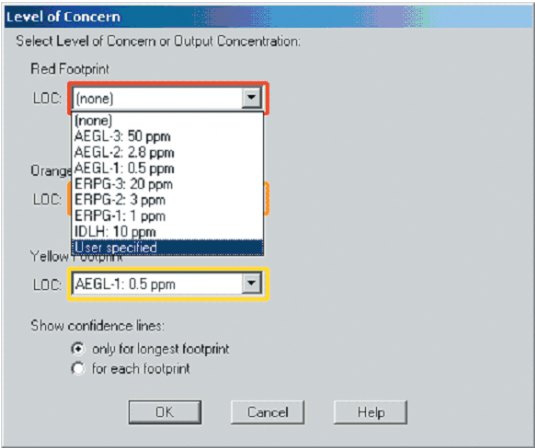 Level of Concern
Select Level of Concern or Output Concentration:
Red Footprint
LOC: (none)
(none)
AEGL-3: 50 ppm
AEGL-2: 2.8 ppm
AEGL-1: 0.5 ppm
ERPG-3: 20 ppm
ERPG-2: 3 ppm
ERPG-1: 1 ppm
IDLH: 10 ppm
User specified
Orange
LOC:
Yellow Footprint
LOC: AEGL-1: 0.5 ppm
Show confidence lines:
only for longest footprint
for each footprint
OK Cancel Help